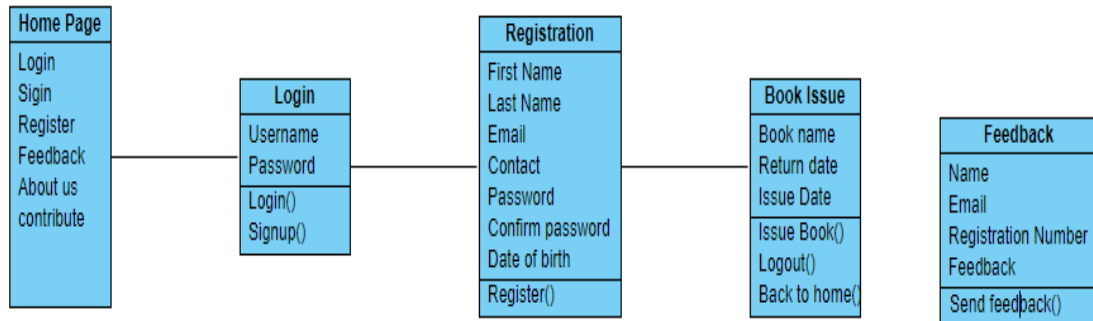 Home Page
Login
Sigin
Register
Feedback
About us
contribute
Login
Username
Password
Login()
Signup()
Registration
First Name
Last Name
Email
Contact
Password
Confirm password
Date of birth
Register()
Book Issue
Book name
Return date
Issue Date
Issue Book()
Logout()
Back to home()
Feedback
Name
Email
Registration Number
Feedback
Send feedback()